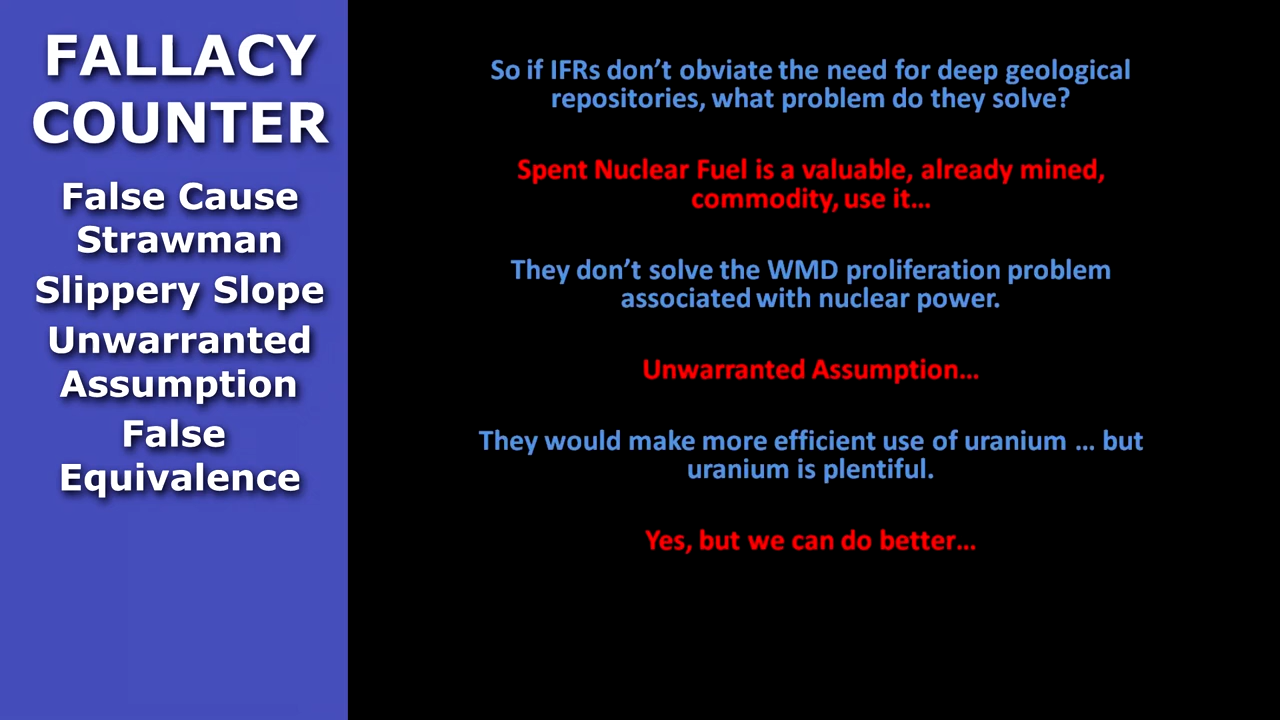 FALLACY
COUNTER
False Cause
Strawman
Slippery Slope
Unwarranted
Assumption
False
Equivalence
So if IFRs don’t obviate the need for deep geological
repositories, what problem do they solve?
Spent Nuclear Fuel is a valuable, already mined,
commodity, use it…
They don’t solve the WMD proliferation problem
associated with nuclear power.
Unwarranted Assumption…
They would make more efficient use of uranium … but
uranium is plentiful.
Yes, but we can do better…